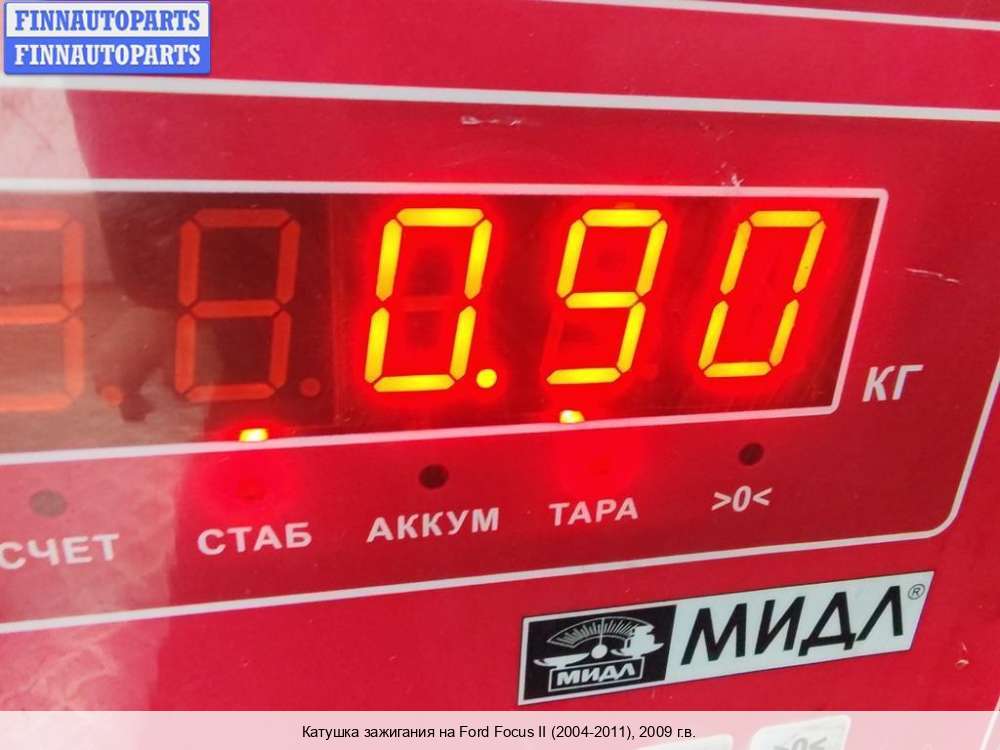 FINNAUTOPARTS
FINNAUTOPARTS
0.90
КГ
СЧЕТ СТАБ АККУМ ТАРА >0<
МИДЛ МИДЛ®
>0<
Катушка зажигания на Ford Focus II (2004-2011), 2009 г.в.